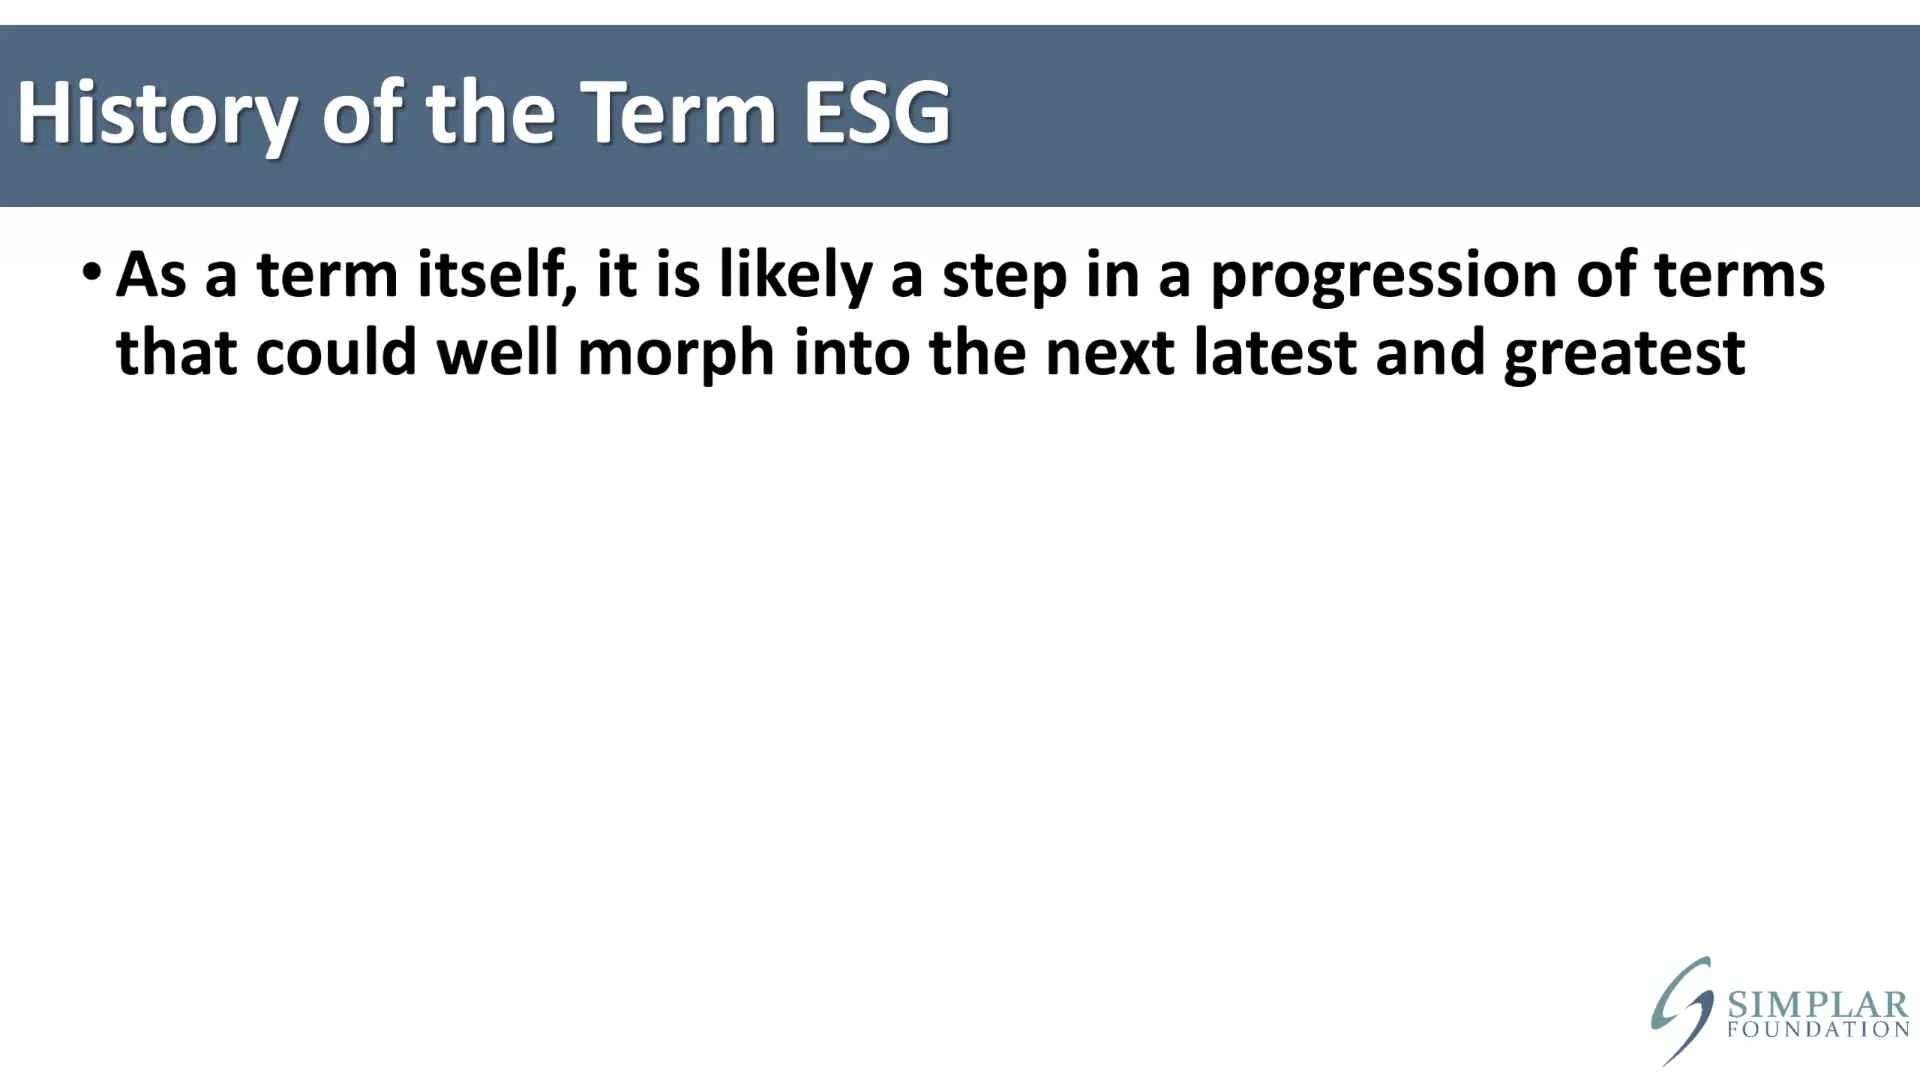 History of the Term ESG
• As a term itself, it is likely a step in a progression of terms
that could well morph into the next latest and greatest
SIMPLAR
FOUNDATION